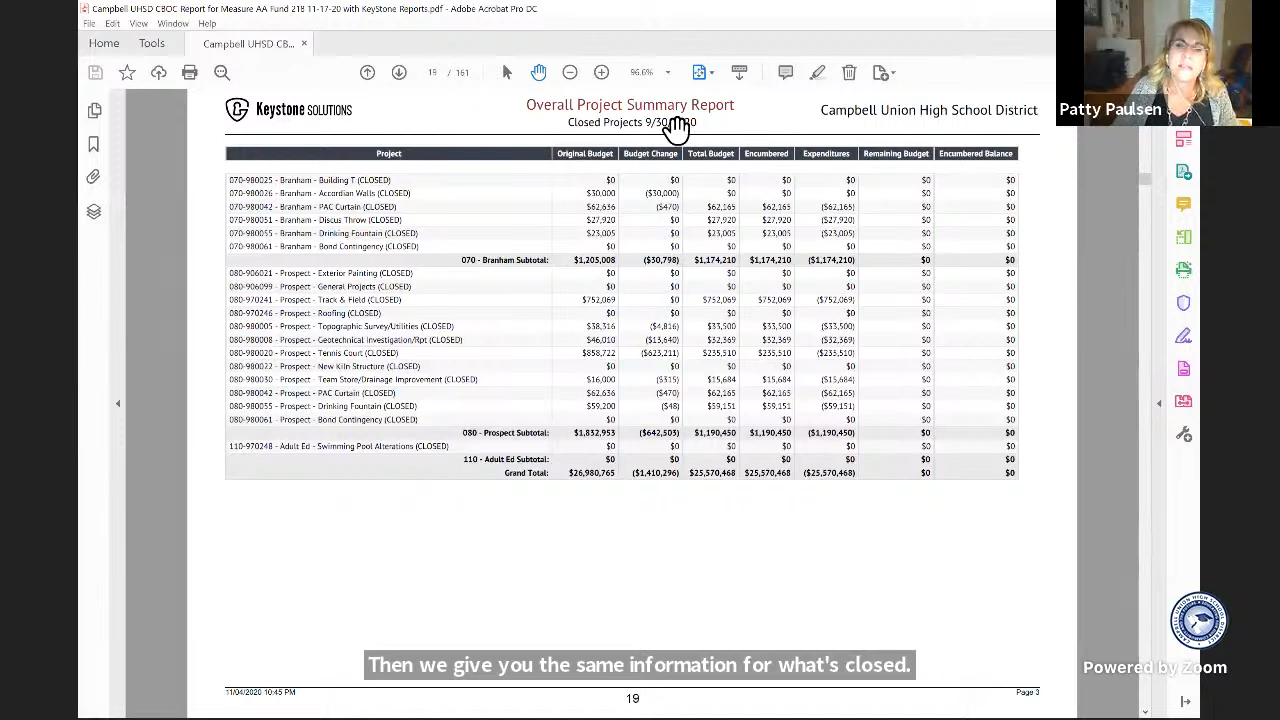 Campbell UHSD CBOC Report for Measure AA Fund 218 11-17-20 with KeyStone Reports.pdf - Adobe Acrobat Pro DC
File Edit View Window Help
Home Tools Campbell UHSD CB... ×
19 / 161 96.6%
Patty Paulsen
Keystone SOLUTIONS
Overall Project Summary Report
Campbell Union High School District
Closed Projects 9/30/
Project Original Budget Budget Change Total Budget Encumbered Expenditures Remaining Budget Encumbered Balance
070-980025 - Branham - Building T (CLOSED) $0 $0 $0 $0 $0 $0 $0
070-980026 - Branham - Accordian Walls (CLOSED) $30,000 ($30,000) $0 $0 $0 $0 $0
070-980042 - Branham - PAC Curtain (CLOSED) $62,636 ($470) $62,165 $62,165 ($62,165) $0 $0
070-980051 - Branham - Discus Throw (CLOSED) $27,920 $0 $27,920 $27,920 ($27,920) $0 $0
070-980055 - Branham - Drinking Fountain (CLOSED) $23,005 $0 $23,005 $23,005 ($23,005) $0 $0
070-980061 - Branham - Bond Contingency (CLOSED) $0 $0 $0 $0 $0 $0 $0
070 - Branham Subtotal: $1,205,008 ($30,798) $1,174,210 $1,174,210 ($1,174,210) $0 $0
080-906021 - Prospect - Exterior Painting (CLOSED) $0 $0 $0 $0 $0 $0 $0
080-906099 - Prospect - General Projects (CLOSED) $0 $0 $0 $0 $0 $0 $0
080-970241 - Prospect - Track & Field (CLOSED) $752,069 $0 $752,069 $752,069 ($752,069) $0 $0
080-970246 - Prospect - Roofing (CLOSED) $0 $0 $0 $0 $0 $0 $0
080-980005 - Prospect - Topographic Survey/Utilities (CLOSED) $38,316 ($4,816) $33,500 $33,500 ($33,500) $0 $0
080-980008 - Prospect - Geotechnical Investigation/Rpt (CLOSED) $46,010 ($13,640) $32,369 $32,369 ($32,369) $0 $0
080-980020 - Prospect - Tennis Court (CLOSED) $858,722 ($623,211) $235,510 $235,510 ($235,510) $0 $0
080-980022 - Prospect - New Kiln Structure (CLOSED) $0 $0 $0 $0 $0 $0 $0
080-980030 - Prospect - Team Store/Drainage Improvement (CLOSED) $16,000 ($315) $15,684 $15,684 ($15,684) $0 $0
080-980042 - Prospect - PAC Curtain (CLOSED) $62,636 ($470) $62,165 $62,165 ($62,165) $0 $0
080-980055 - Prospect - Drinking Fountain (CLOSED) $59,200 ($48) $59,151 $59,151 ($59,151) $0 $0
080-980061 - Prospect - Bond Contingency (CLOSED) $0 $0 $0 $0 $0 $0 $0
080 - Prospect Subtotal: $1,832,953 ($642,503) $1,190,450 $1,190,450 ($1,190,450) $0 $0
110-970248 - Adult Ed - Swimming Pool Alterations (CLOSED) $0 $0 $0 $0 $0 $0 $0
110 - Adult Ed Subtotal: $0 $0 $0 $0 $0 $0 $0
Grand Total: $26,980,765 ($1,410,296) $25,570,468 $25,570,468 ($25,570,468) $0 $0
Then we give you the same information for what's closed.
Powered by Zoom
11/04/2020 10:45 PM
19
Page 3